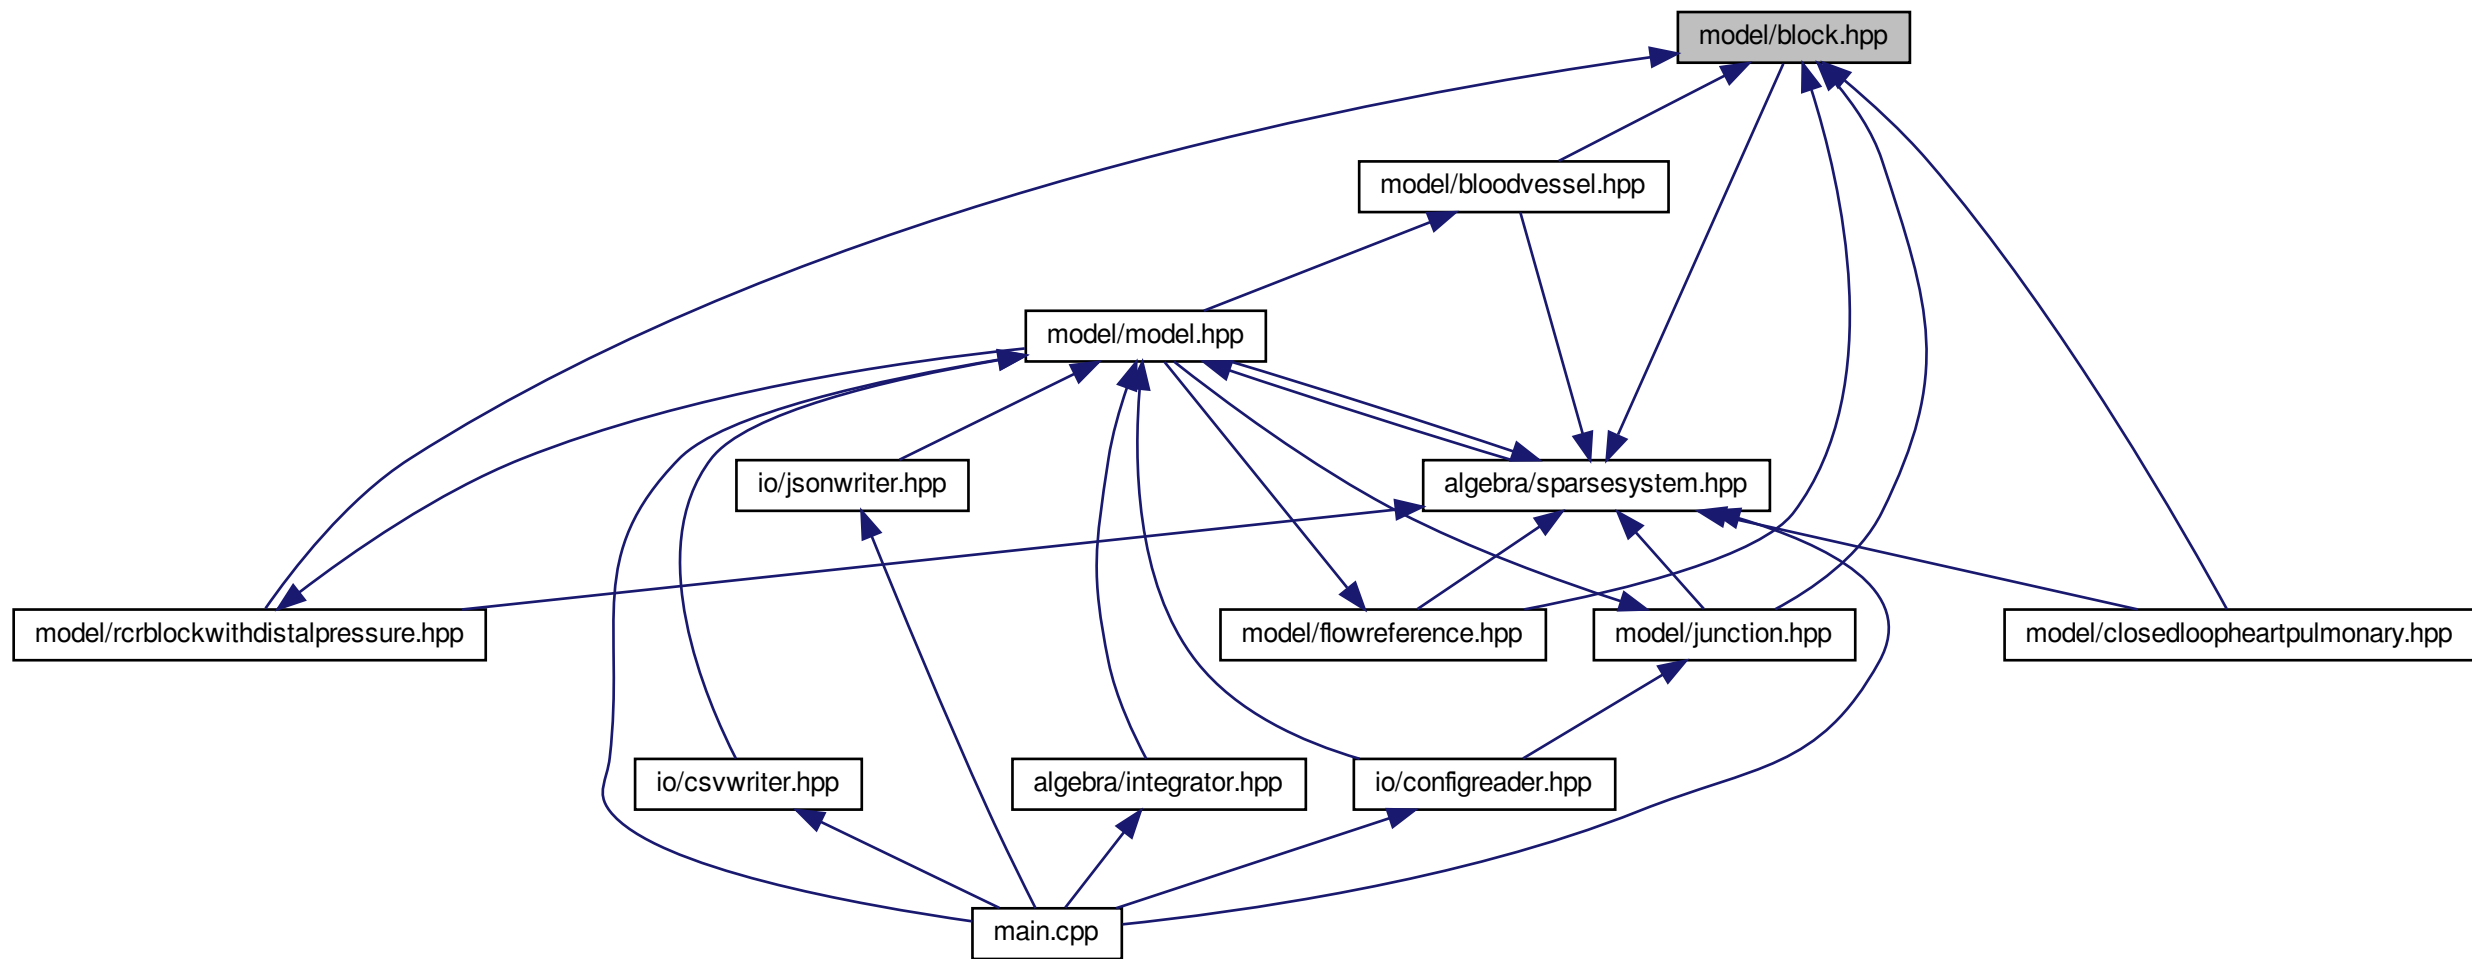 model/block.hpp
model/bloodvessel.hpp
model/model.hpp
io/jsonwriter.hpp
algebra/sparsesystem.hpp
model/rcrblockwithdistalpressure.hpp
model/flowreference.hpp
model/junction.hpp
model/closedloopheartpulmonary.hpp
io/csvwriter.hpp
algebra/integrator.hpp
io/configreader.hpp
main.cpp